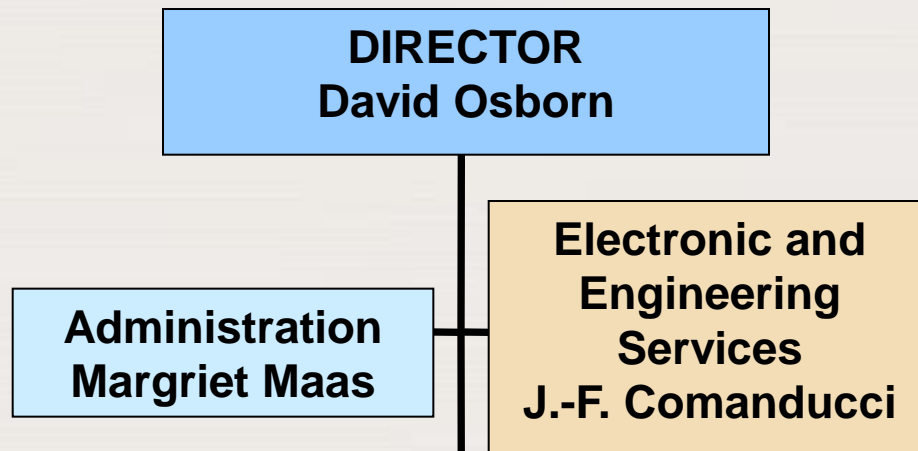 DIRECTOR
David Osborn
Administration
Margriet Maas
Electronic and
Engineering
Services
J.-F. Comanducci